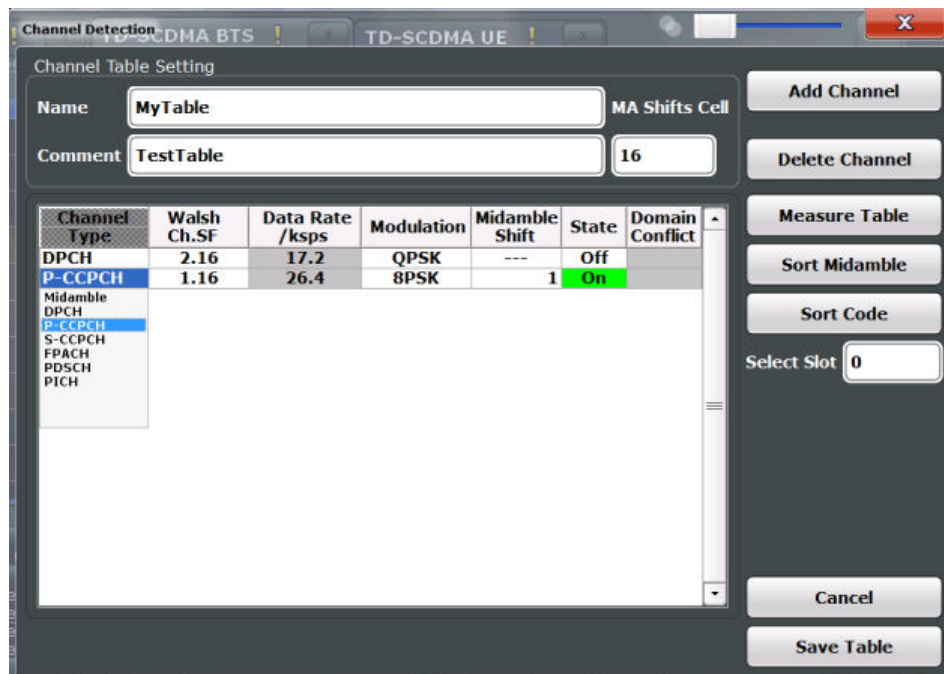 Channel Detection
TD-SCDMA BTS ! x TD-SCDMA UE ! x x
Channel Table Setting
Name MyTable MA Shifts Cell
Comment TestTable 16
Add Channel
Delete Channel
Measure Table
Sort Midamble
Sort Code
Select Slot 0
Channel Type Walsh Ch.SF Data Rate /ksps Modulation Midamble Shift State Domain Conflict
DPCH 2.16 17.2 QPSK --- Off
P-CCPCH 1.16 26.4 8PSK 1 On
Midamble
DPCH
P-CCPCH
S-CCPCH
FPACH
PDSCH
PICH
Cancel
Save Table